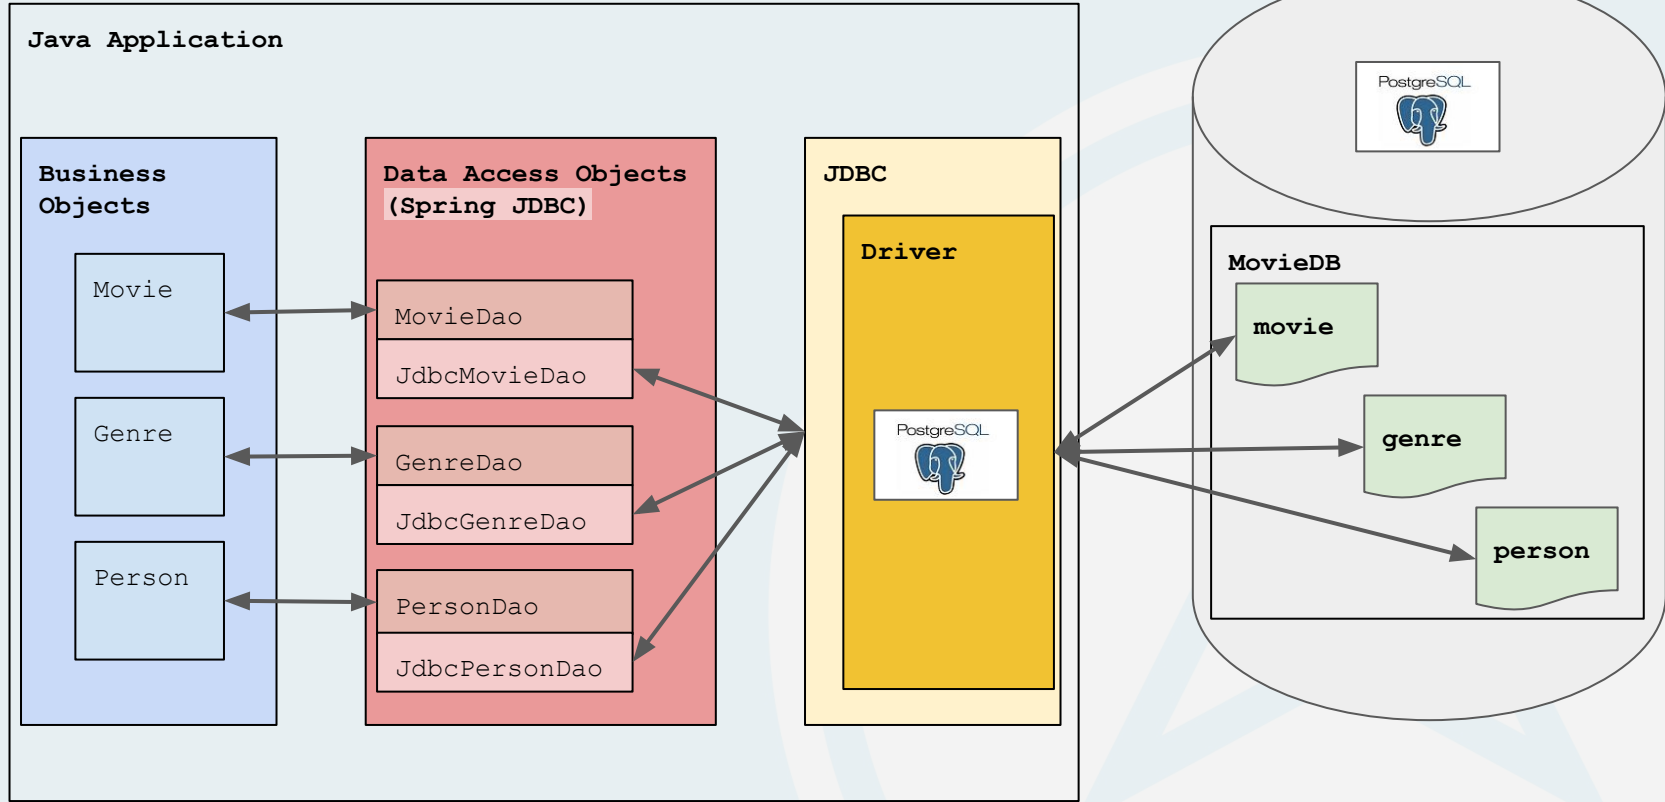 Java Application
Business
Objects
Movie
Genre
Person
Data Access Objects
(Spring JDBC)
MovieDao
JdbcMovieDao
GenreDao
JdbcGenreDao
PersonDao
JdbcPersonDao
JDBC
Driver
PostgreSQL
PostgreSQL
MovieDB
movie
genre
person